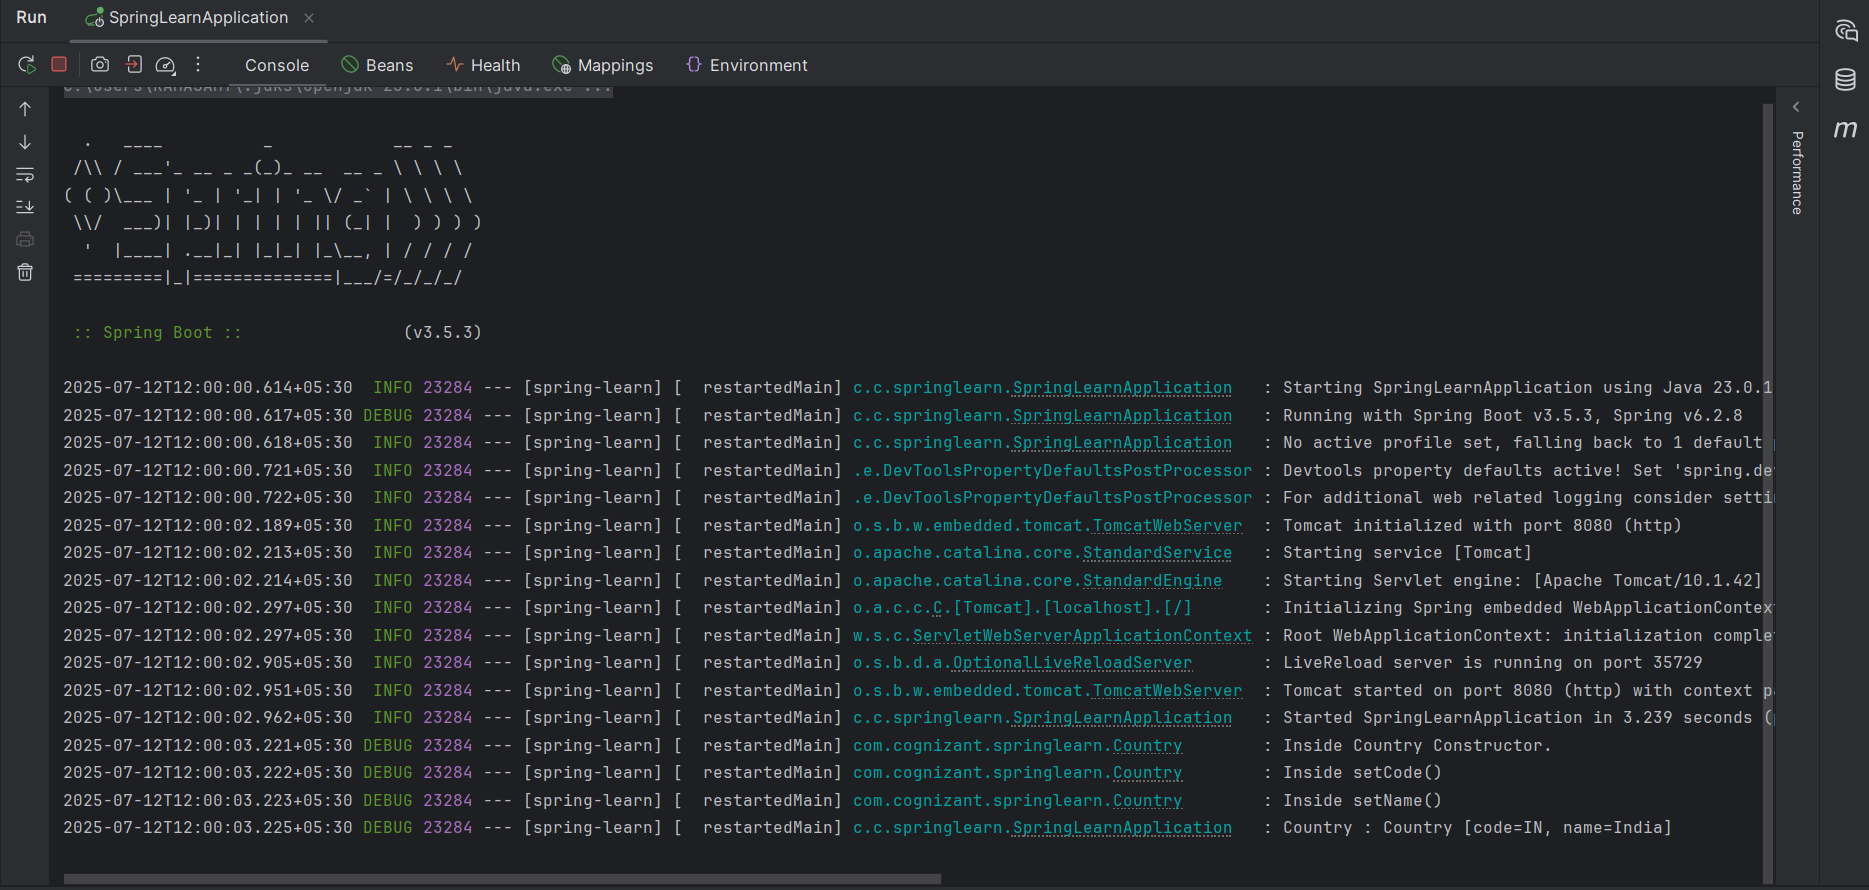 Run SpringLearnApplication
Console Beans Health Mappings Environment
Performance
m
  .   ____          _            __ _ _
 /\\ / ___'_ __ _ _(_)_ __  __ _ \ \ \ \
( ( )\___ | '_ | '_| | '_ \/ _` | \ \ \ \
 \\/  ___)| |_)| | | | | || (_| |  ) ) ) )
  '  |____| .__|_| |_|_| |_\__, | / / / /
 =========|_|==============|___/=/_/_/_/
:: Spring Boot :: (v3.5.3)
2025-07-12T12:00:00.614+05:30  INFO 23284 --- [spring-learn] [  restartedMain] c.c.springlearn.SpringLearnApplication   : Starting SpringLearnApplication using Java 23.0.1
2025-07-12T12:00:00.617+05:30 DEBUG 23284 --- [spring-learn] [  restartedMain] c.c.springlearn.SpringLearnApplication   : Running with Spring Boot v3.5.3, Spring v6.2.8
2025-07-12T12:00:00.618+05:30  INFO 23284 --- [spring-learn] [  restartedMain] c.c.springlearn.SpringLearnApplication   : No active profile set, falling back to 1 default
2025-07-12T12:00:00.721+05:30  INFO 23284 --- [spring-learn] [  restartedMain] .e.DevToolsPropertyDefaultsPostProcessor : Devtools property defaults active! Set 'spring.de
2025-07-12T12:00:00.722+05:30  INFO 23284 --- [spring-learn] [  restartedMain] .e.DevToolsPropertyDefaultsPostProcessor : For additional web related logging consider setti
2025-07-12T12:00:02.189+05:30  INFO 23284 --- [spring-learn] [  restartedMain] o.s.b.w.embedded.tomcat.TomcatWebServer  : Tomcat initialized with port 8080 (http)
2025-07-12T12:00:02.213+05:30  INFO 23284 --- [spring-learn] [  restartedMain] o.apache.catalina.core.StandardService   : Starting service [Tomcat]
2025-07-12T12:00:02.214+05:30  INFO 23284 --- [spring-learn] [  restartedMain] o.apache.catalina.core.StandardEngine    : Starting Servlet engine: [Apache Tomcat/10.1.42]
2025-07-12T12:00:02.297+05:30  INFO 23284 --- [spring-learn] [  restartedMain] o.a.c.c.C.[Tomcat].[localhost].[/]       : Initializing Spring embedded WebApplicationContex
2025-07-12T12:00:02.297+05:30  INFO 23284 --- [spring-learn] [  restartedMain] w.s.c.ServletWebServerApplicationContext : Root WebApplicationContext: initialization comple
2025-07-12T12:00:02.905+05:30  INFO 23284 --- [spring-learn] [  restartedMain] o.s.b.d.a.OptionalLiveReloadServer       : LiveReload server is running on port 35729
2025-07-12T12:00:02.951+05:30  INFO 23284 --- [spring-learn] [  restartedMain] o.s.b.w.embedded.tomcat.TomcatWebServer  : Tomcat started on port 8080 (http) with context p
2025-07-12T12:00:02.962+05:30  INFO 23284 --- [spring-learn] [  restartedMain] c.c.springlearn.SpringLearnApplication   : Started SpringLearnApplication in 3.239 seconds (
2025-07-12T12:00:03.221+05:30 DEBUG 23284 --- [spring-learn] [  restartedMain] com.cognizant.springlearn.Country        : Inside Country Constructor.
2025-07-12T12:00:03.222+05:30 DEBUG 23284 --- [spring-learn] [  restartedMain] com.cognizant.springlearn.Country        : Inside setCode()
2025-07-12T12:00:03.223+05:30 DEBUG 23284 --- [spring-learn] [  restartedMain] com.cognizant.springlearn.Country        : Inside setName()
2025-07-12T12:00:03.225+05:30 DEBUG 23284 --- [spring-learn] [  restartedMain] c.c.springlearn.SpringLearnApplication   : Country : Country [code=IN, name=India]